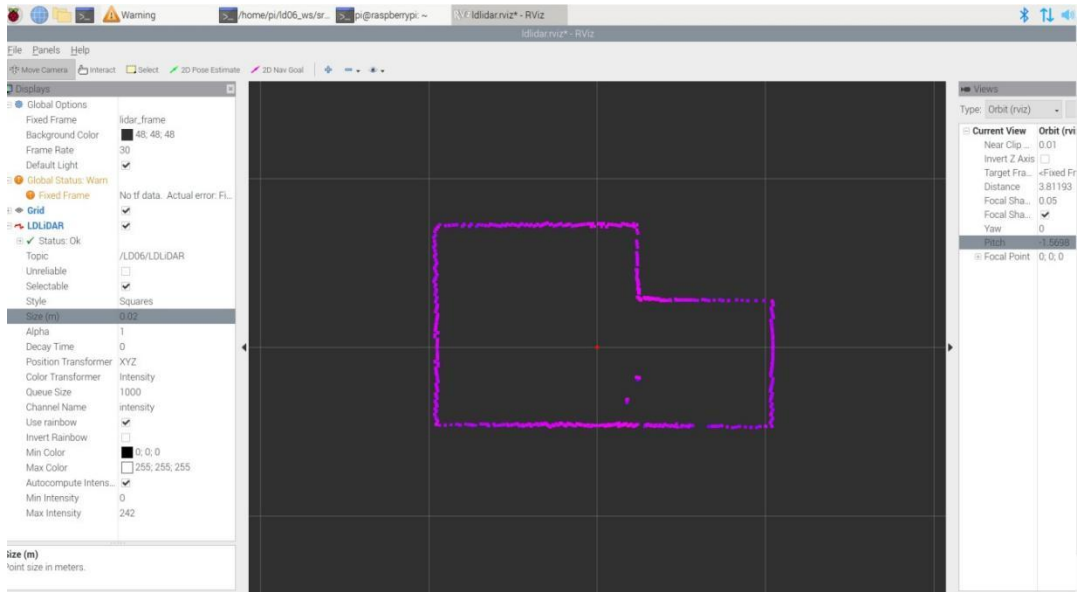 Warning
/home/pi/ld06_ws/sr...
pi@raspberrypi: ~
ldlidar.rviz* - RViz
ldlidar.rviz* - RViz
File Panels Help
Move Camera Interact Select 2D Pose Estimate 2D Nav Goal
Displays
Global Options
Fixed Frame lidar_frame
Background Color 48; 48; 48
Frame Rate 30
Default Light
Global Status: Warn
Fixed Frame No tf data. Actual error: Fi...
Grid
LDLiDAR
Status: Ok
Topic /LD06/LDLiDAR
Unreliable
Selectable
Style Squares
Size (m) 0.02
Alpha 1
Decay Time 0
Position Transformer XYZ
Color Transformer Intensity
Queue Size 1000
Channel Name intensity
Use rainbow
Invert Rainbow
Min Color 0; 0; 0
Max Color 255; 255; 255
Autocompute Intens...
Min Intensity 0
Max Intensity 242
Size (m)
Point size in meters.
Views
Type: Orbit (rviz)
Current View Orbit (rvi
Near Clip ... 0.01
Invert Z Axis
Target Fra... <Fixed Fr
Distance 3.81193
Focal Sha... 0.05
Focal Sha...
Yaw 0
Pitch -1.5698
Focal Point 0; 0; 0